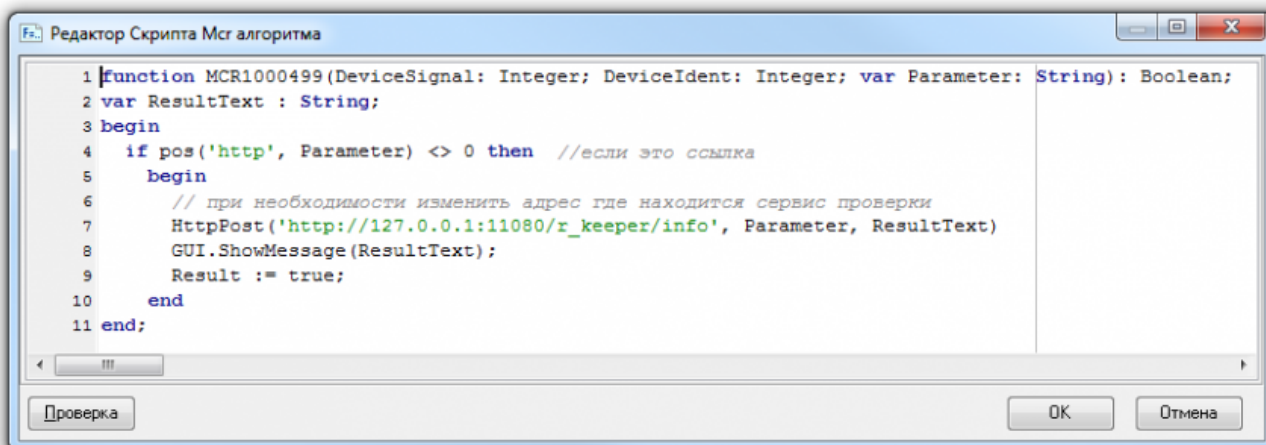 Редактор Скрипта Mcr алгоритма
1 function MCR1000499(DeviceSignal: Integer; DeviceIdent: Integer; var Parameter: String): Boolean;
2 var ResultText : String;
3 begin
4 if pos('http', Parameter) <> 0 then //если это ссылка
5 begin
6 // при необходимости изменить адрес где находится сервис проверки
7 HttpPost('http://127.0.0.1:11080/r_keeper/info', Parameter, ResultText)
8 GUI.ShowMessage(ResultText);
9 Result := true;
10 end
11 end;
Проверка
OK
Отмена